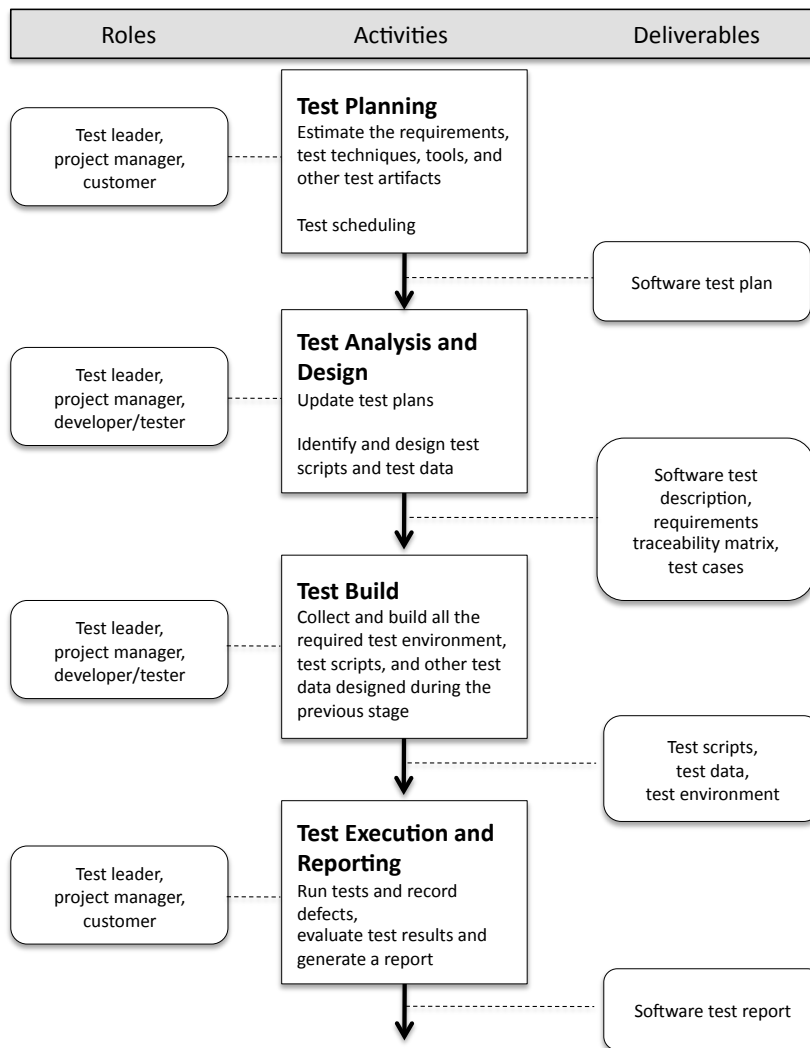 Roles
Activities
Deliverables
Test leader,
project manager,
customer
Test Planning
Estimate the requirements,
test techniques, tools, and
other test artifacts
Test scheduling
Software test plan
Test leader,
project manager,
developer/tester
Test Analysis and
Design
Update test plans
Identify and design test
scripts and test data
Software test
description,
requirements
traceability matrix,
test cases
Test leader,
project manager,
developer/tester
Test Build
Collect and build all the
required test environment,
test scripts, and other test
data designed during the
previous stage
Test scripts,
test data,
test environment
Test leader,
project manager,
customer
Test Execution and
Reporting
Run tests and record
defects,
evaluate test results and
generate a report
Software test report